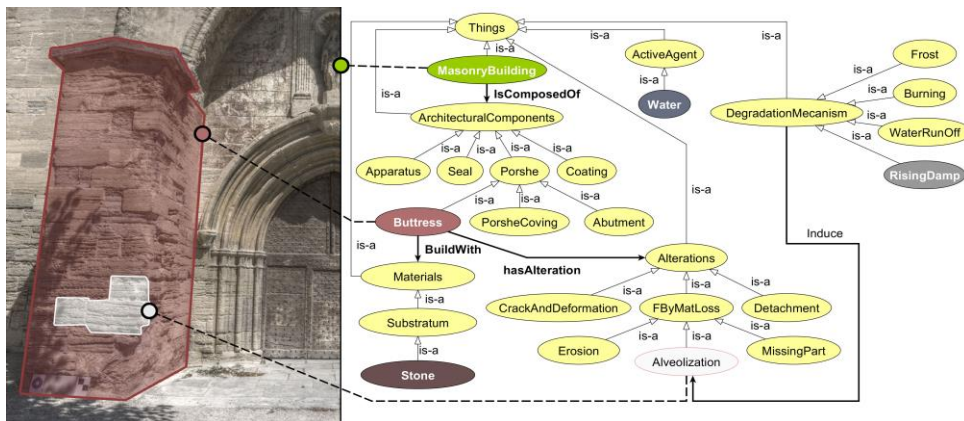 Things
is-a
is-a
is-a
ActiveAgent
is-a
Frost
MasonryBuilding
is-a
is-a
Burning
IsComposedOf
Water
is-a
is-a
DegradationMecanism
ArchitecturalComponents
is-a
WaterRunOff
is-a
is-a
is-a
is-a
is-a
Apparatus
Seal
Porshe
Coating
RisingDamp
is-a
is-a
is-a
is-a
Buttress
PorsheCoving
Abutment
Induce
is-a
BuildWith
hasAlteration
Alterations
Materials
is-a
is-a
is-a
is-a
CrackAndDeformation
FByMatLoss
Detachment
Substratum
is-a
is-a
is-a
is-a
Erosion
MissingPart
Stone
Alveolization